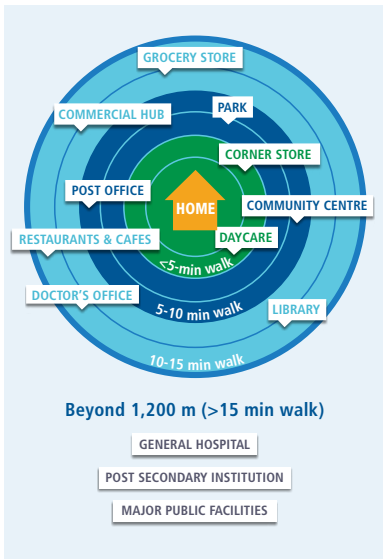 GROCERY STORE
COMMERCIAL HUB
PARK
CORNER STORE
POST OFFICE
HOME
COMMUNITY CENTRE
RESTAURANTS & CAFES
DAYCARE
<5-min walk
DOCTOR'S OFFICE
5-10 min walk
LIBRARY
10-15 min walk
Beyond 1,200 m (>15 min walk)
GENERAL HOSPITAL
POST SECONDARY INSTITUTION
MAJOR PUBLIC FACILITIES